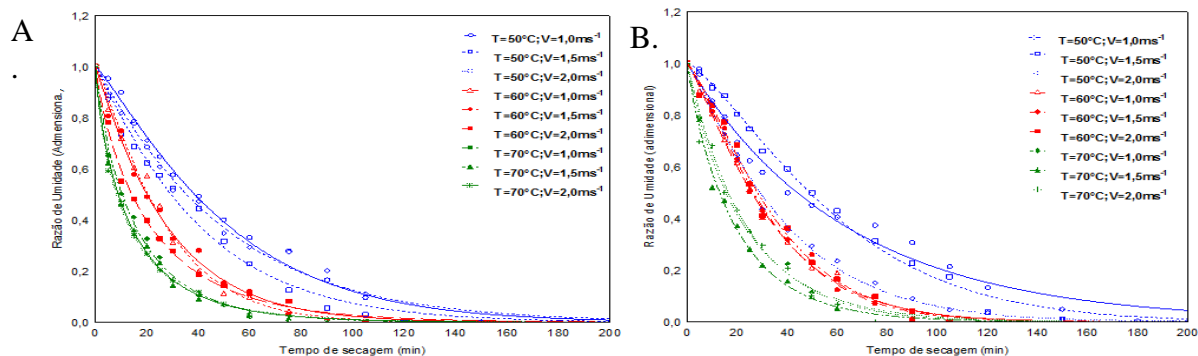 A
.
Razão de Umidade (Admensiona.,
1,2
1,0
0,8
0,6
0,4
0,2
0,0
0 20 40 60 80 100 120 140 160 180 200
Tempo de secagem (min)
T=50°C;V=1,0ms-1
T=50°C;V=1,5ms-1
T=50°C;V=2,0ms-1
T=60°C;V=1,0ms-1
T=60°C;V=1,5ms-1
T=60°C;V=2,0ms-1
T=70°C;V=1,0ms-1
T=70°C;V=1,5ms-1
T=70°C;V=2,0ms-1
B.
Razão de Umidade (adimensional)
1,2
1,0
0,8
0,6
0,4
0,2
0,0
0 20 40 60 80 100 120 140 160 180 200
Tempo de secagem (min)
T=50°C;V=1,0ms-1
T=50°C;V=1,5ms-1
T=50°C;V=2,0ms-1
T=60°C;V=1,0ms-1
T=60°C;V=1,5ms-1
T=60°C;V=2,0ms-1
T=70°C;V=1,0ms-1
T=70°C;V=1,5ms-1
T=70°C;V=2,0ms-1